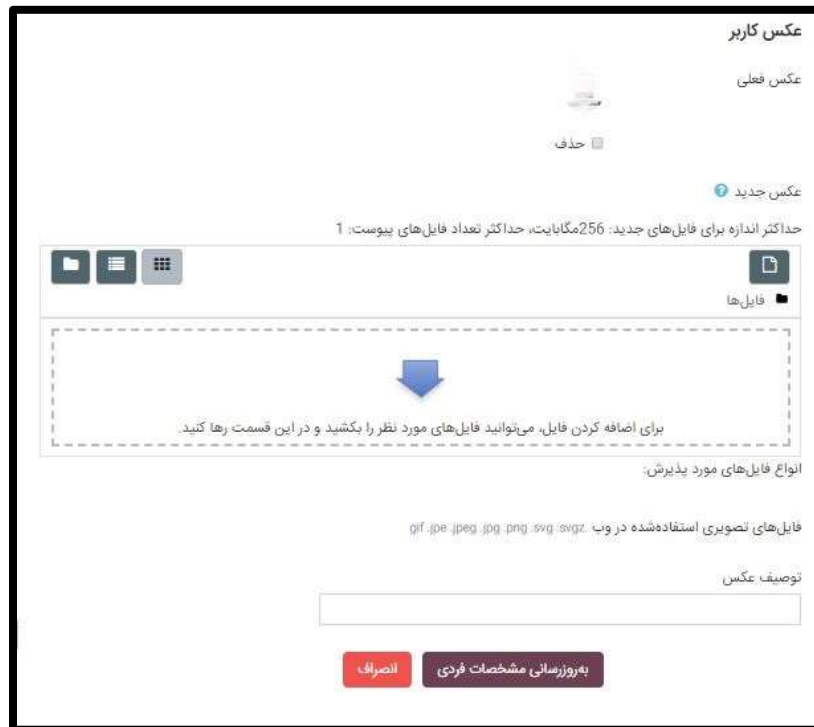 عکس کاربر
عکس فعلی
حذف
عکس جدید
حداکثر اندازه برای فایل‌های جدید: 256مگابایت، حداکثر تعداد فایل‌های پیوست: 1
فایل‌ها
برای اضافه کردن فایل، می‌توانید فایل‌های مورد نظر را بکشید و در این قسمت رها کنید.
انواع فایل‌های مورد پذیرش:
فایل‌های تصویری استفاده‌شده در وب .gif .jpe .jpeg .jpg .png .svg .svgz
توصیف عکس
به‌روزرسانی مشخصات فردی انصراف